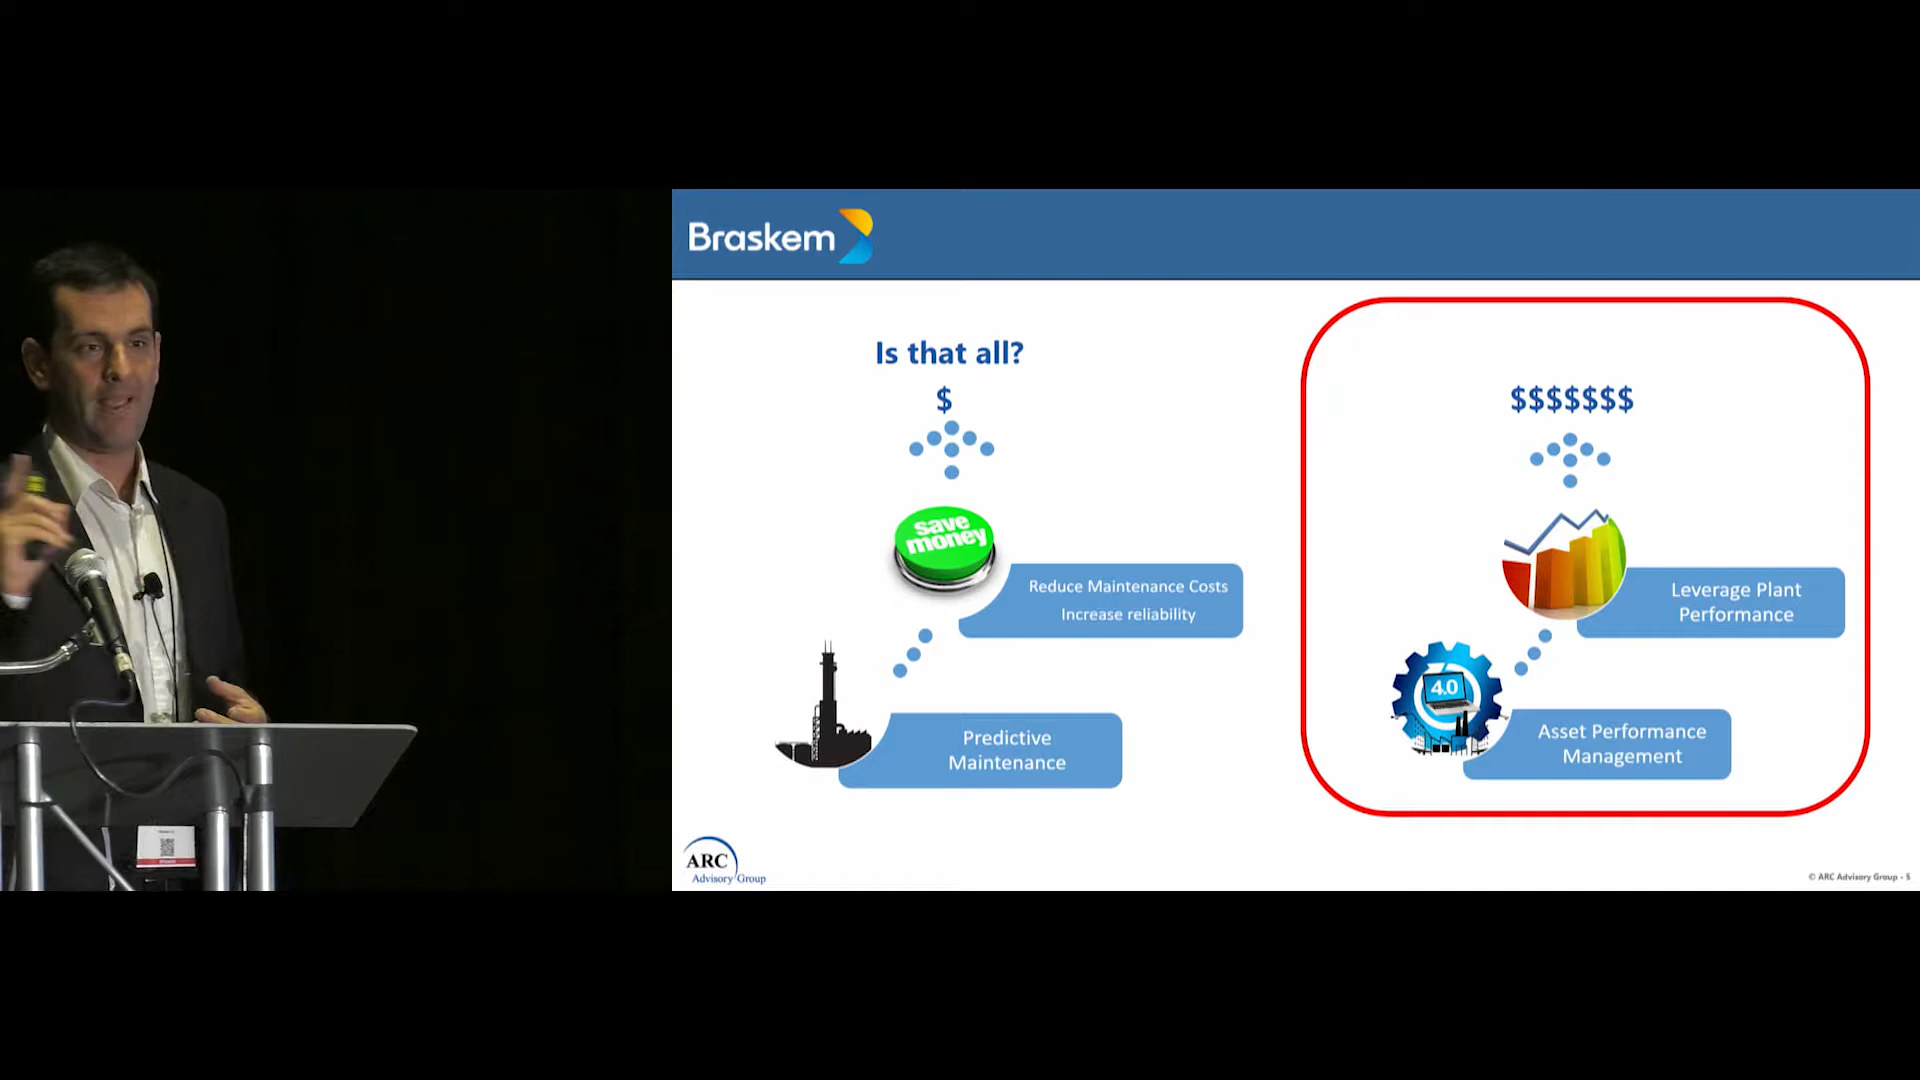 Braskem
Is that all?
$
save
money
Reduce Maintenance Costs
Increase reliability
Predictive
Maintenance
$$$$$$$
Leverage Plant
Performance
4.0
Asset Performance
Management
ARC
Advisory Group
© ARC Advisory Group - 5